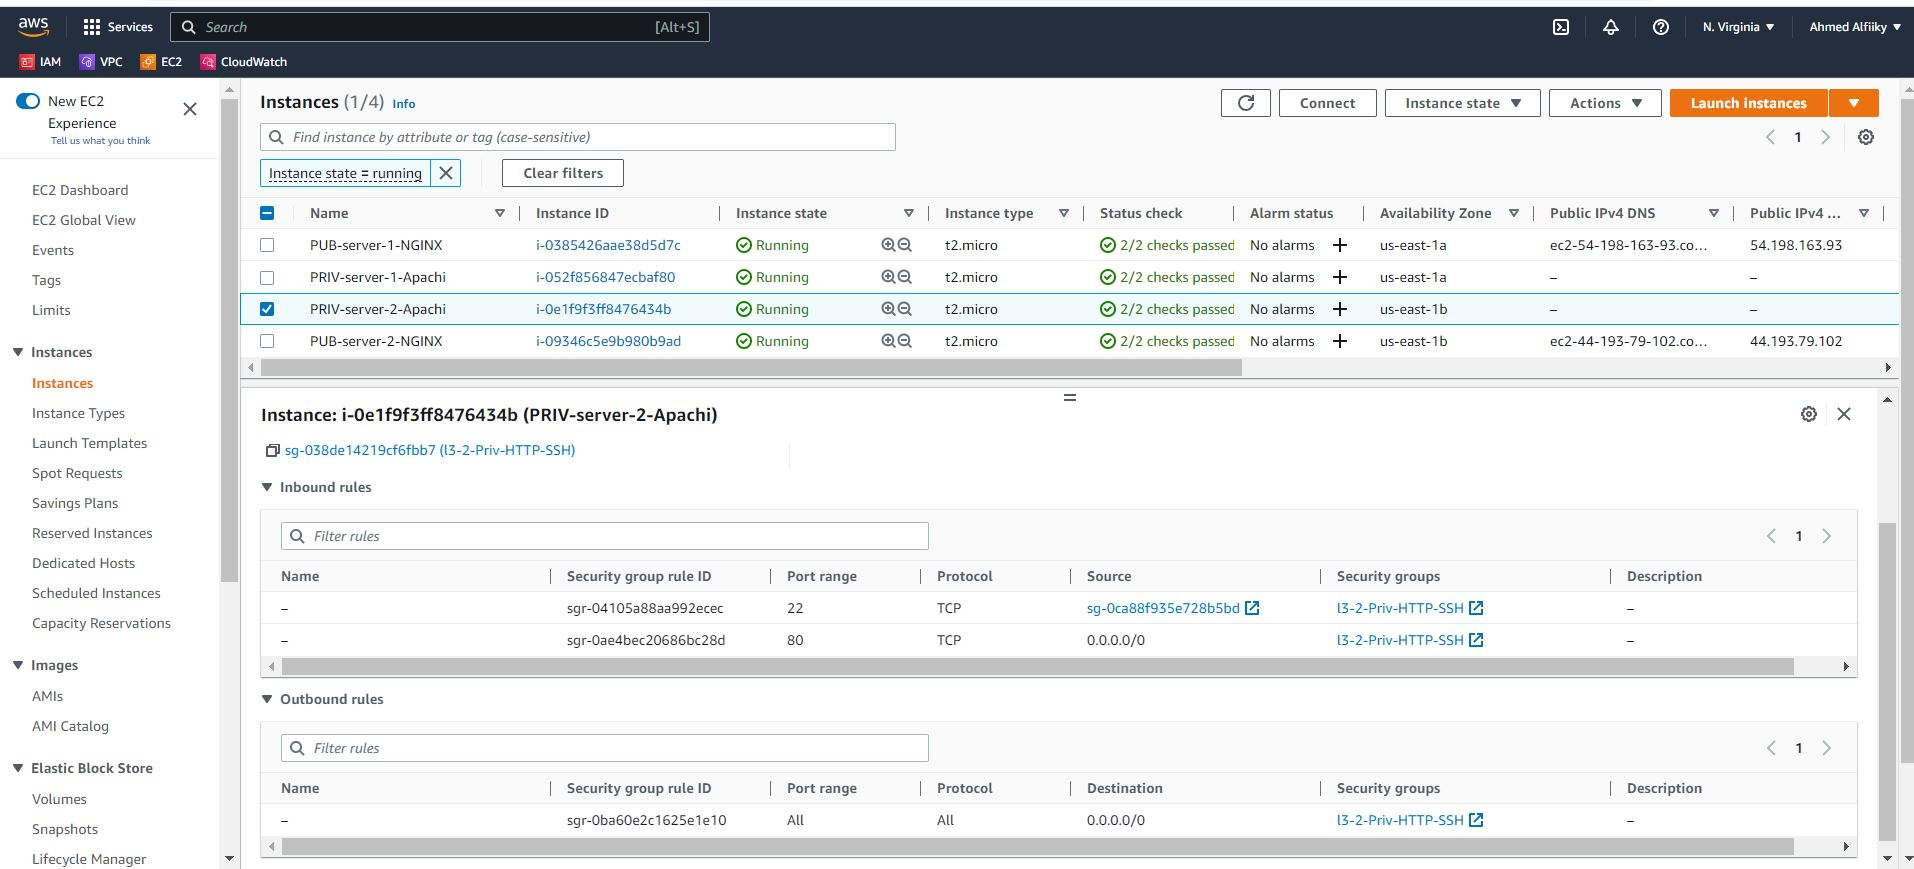 aws Services Search [Alt+S] N. Virginia Ahmed Alfiiky
IAM VPC EC2 CloudWatch
New EC2
Experience
Tell us what you think
EC2 Dashboard
EC2 Global View
Events
Tags
Limits
Instances
Instances
Instance Types
Launch Templates
Spot Requests
Savings Plans
Reserved Instances
Dedicated Hosts
Scheduled Instances
Capacity Reservations
Images
AMIs
AMI Catalog
Elastic Block Store
Volumes
Snapshots
Lifecycle Manager
Instances (1/4) Info Connect Instance state Actions Launch instances
Find instance by attribute or tag (case-sensitive) 1
Instance state = running Clear filters
Name Instance ID Instance state Instance type Status check Alarm status Availability Zone Public IPv4 DNS Public IPv4 ...
PUB-server-1-NGINX i-0385426aae38d5d7c Running t2.micro 2/2 checks passed No alarms + us-east-1a ec2-54-198-163-93.co... 54.198.163.93
PRIV-server-1-Apachi i-052f856847ecbaf80 Running t2.micro 2/2 checks passed No alarms + us-east-1a – –
PRIV-server-2-Apachi i-0e1f9f3ff8476434b Running t2.micro 2/2 checks passed No alarms + us-east-1b – –
PUB-server-2-NGINX i-09346c5e9b980b9ad Running t2.micro 2/2 checks passed No alarms + us-east-1b ec2-44-193-79-102.co... 44.193.79.102
Instance: i-0e1f9f3ff8476434b (PRIV-server-2-Apachi)
sg-038de14219cf6fbb7 (l3-2-Priv-HTTP-SSH)
Inbound rules
Filter rules 1
Name Security group rule ID Port range Protocol Source Security groups Description
– sgr-04105a88aa992ecec 22 TCP sg-0ca88f935e728b5bd l3-2-Priv-HTTP-SSH –
– sgr-0ae4bec20686bc28d 80 TCP 0.0.0.0/0 l3-2-Priv-HTTP-SSH –
Outbound rules
Filter rules 1
Name Security group rule ID Port range Protocol Destination Security groups Description
– sgr-0ba60e2c1625e1e10 All All 0.0.0.0/0 l3-2-Priv-HTTP-SSH –